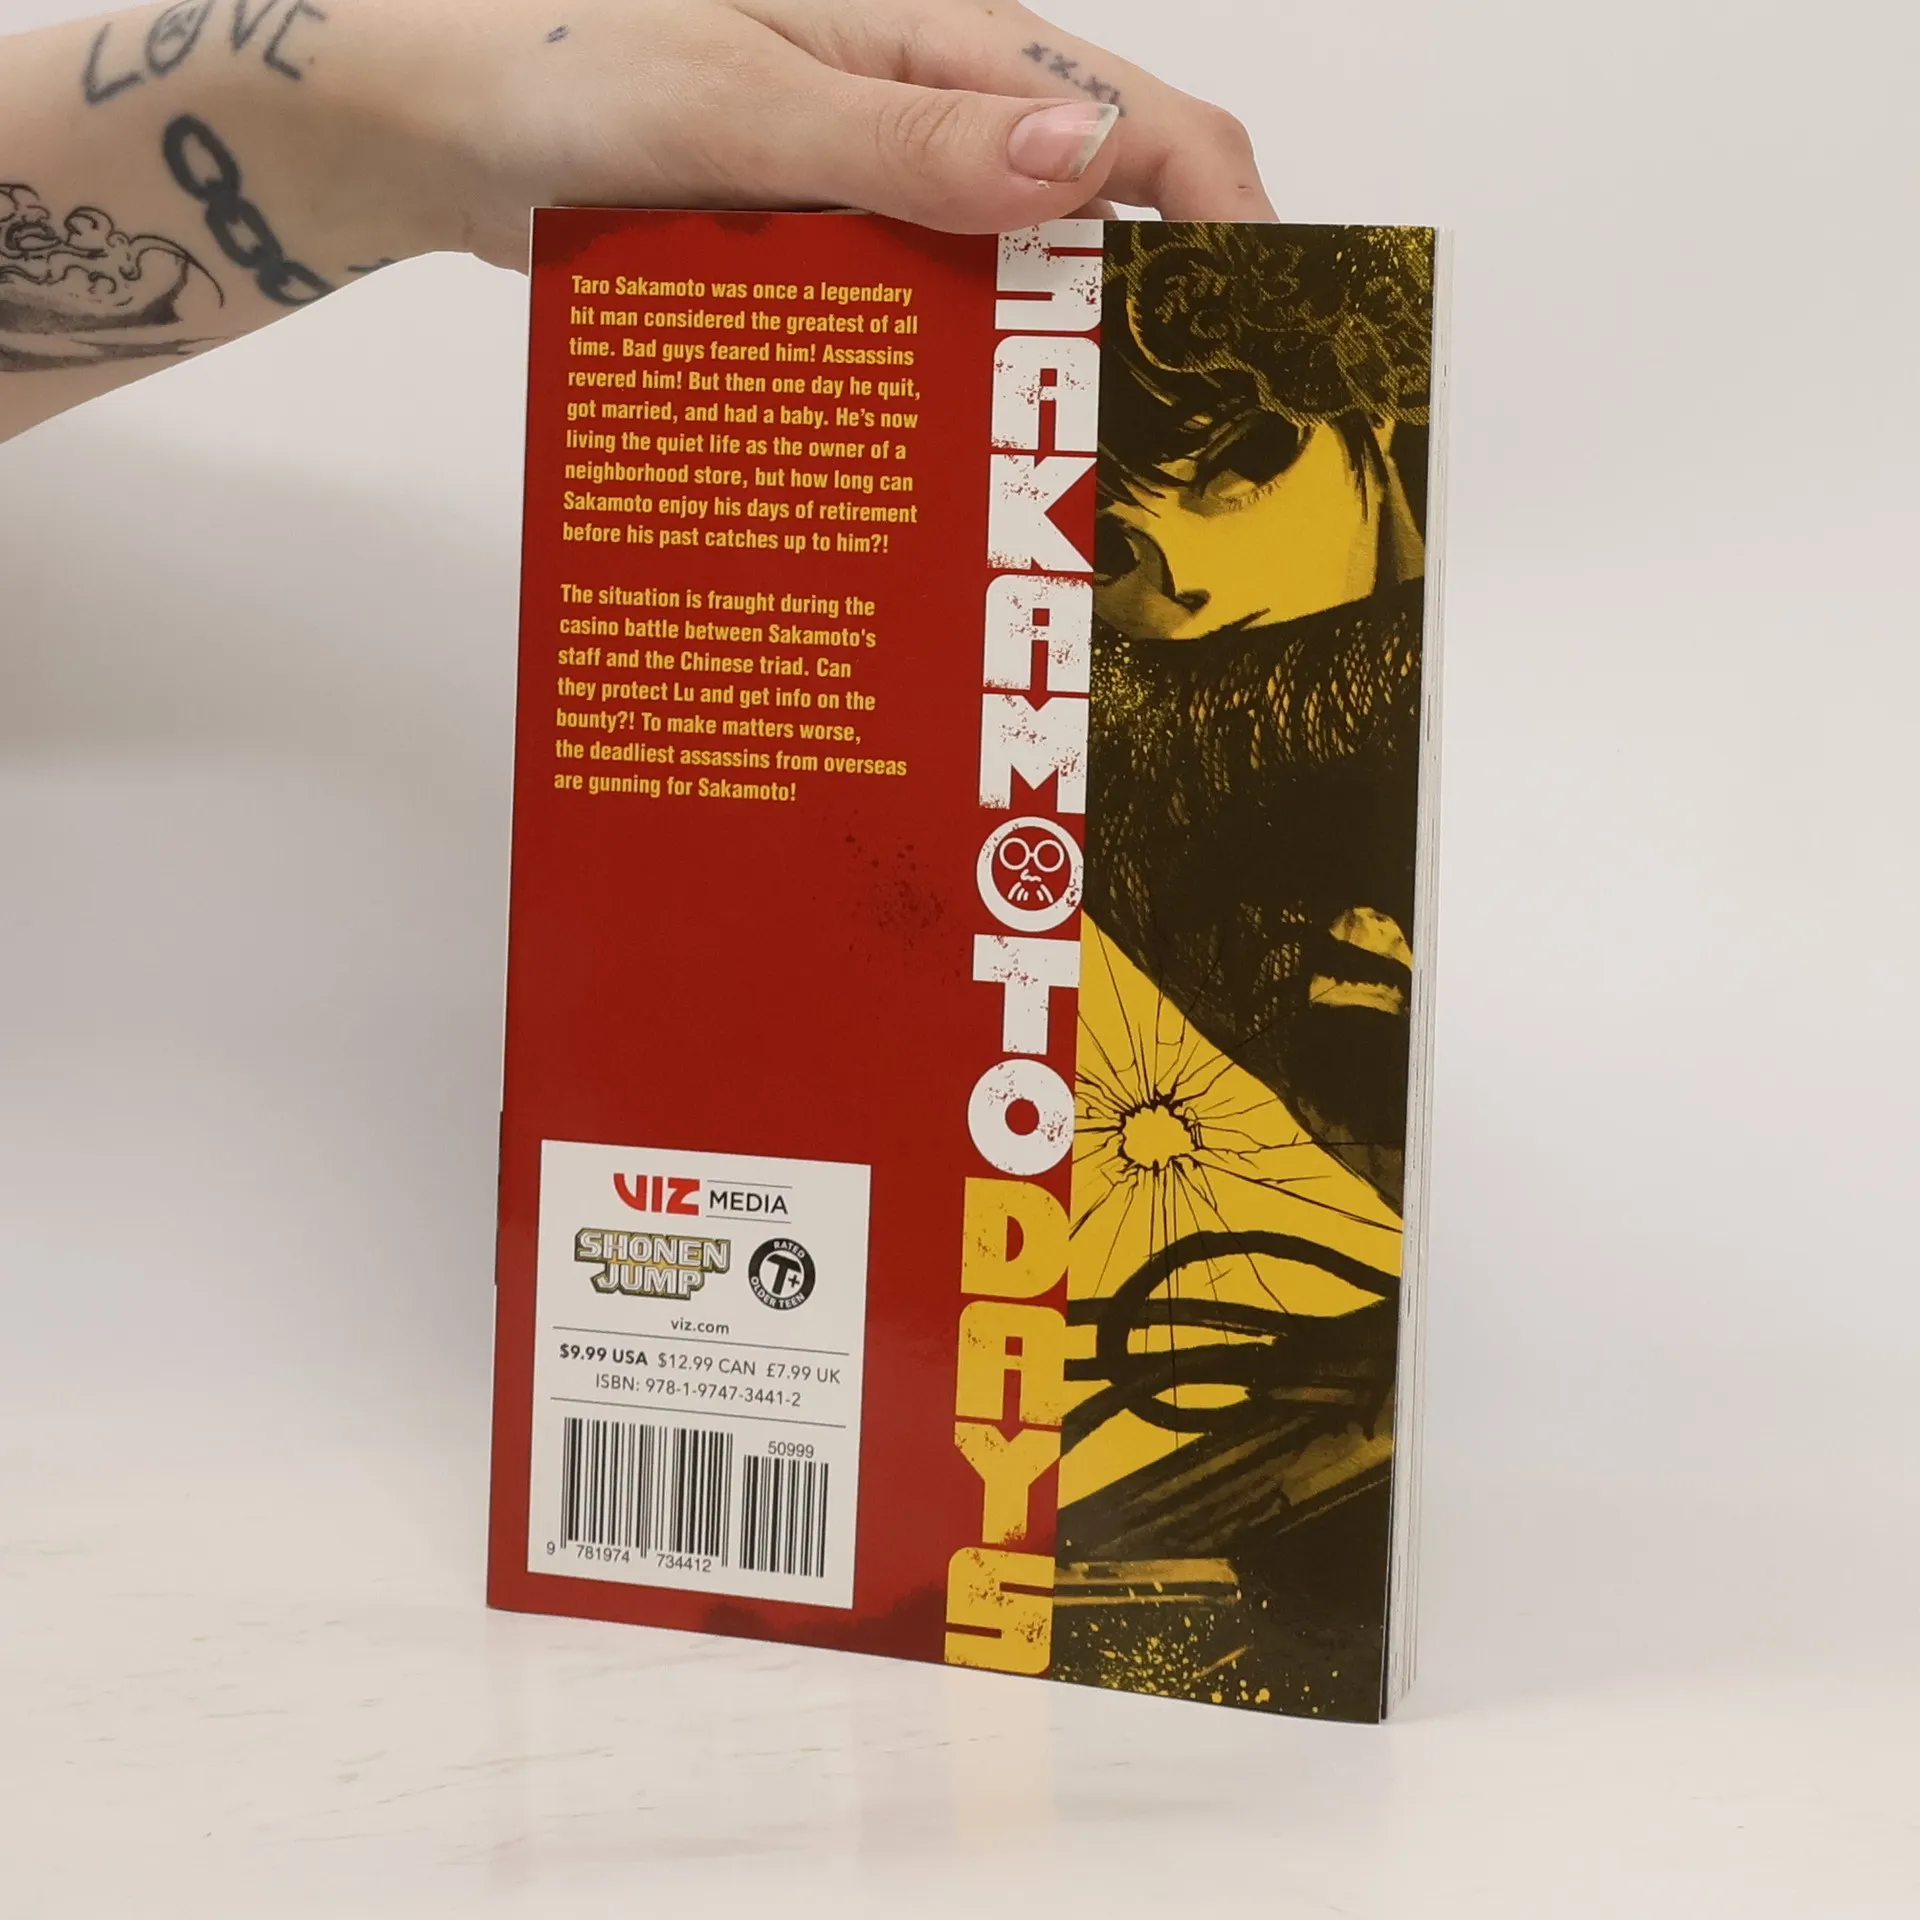 LOVE
xx.xi
Taro Sakamoto was once a legendary
hit man considered the greatest of all
time. Bad guys feared him! Assassins
revered him! But then one day he quit,
got married, and had a baby. He's now
living the quiet life as the owner of a
neighborhood store, but how long can
Sakamoto enjoy his days of retirement
before his past catches up to him?!
The situation is fraught during the
casino battle between Sakamoto's
staff and the Chinese triad. Can
they protect Lu and get info on the
bounty?! To make matters worse,
the deadliest assassins from overseas
are gunning for Sakamoto!
SAKAMOTO DAYS
VIZ MEDIA
SHONEN
JUMP
RATED
T+
OLDER TEEN
viz.com
$9.99 USA $12.99 CAN £7.99 UK
ISBN: 978-1-9747-3441-2
50999
9 781974 734412